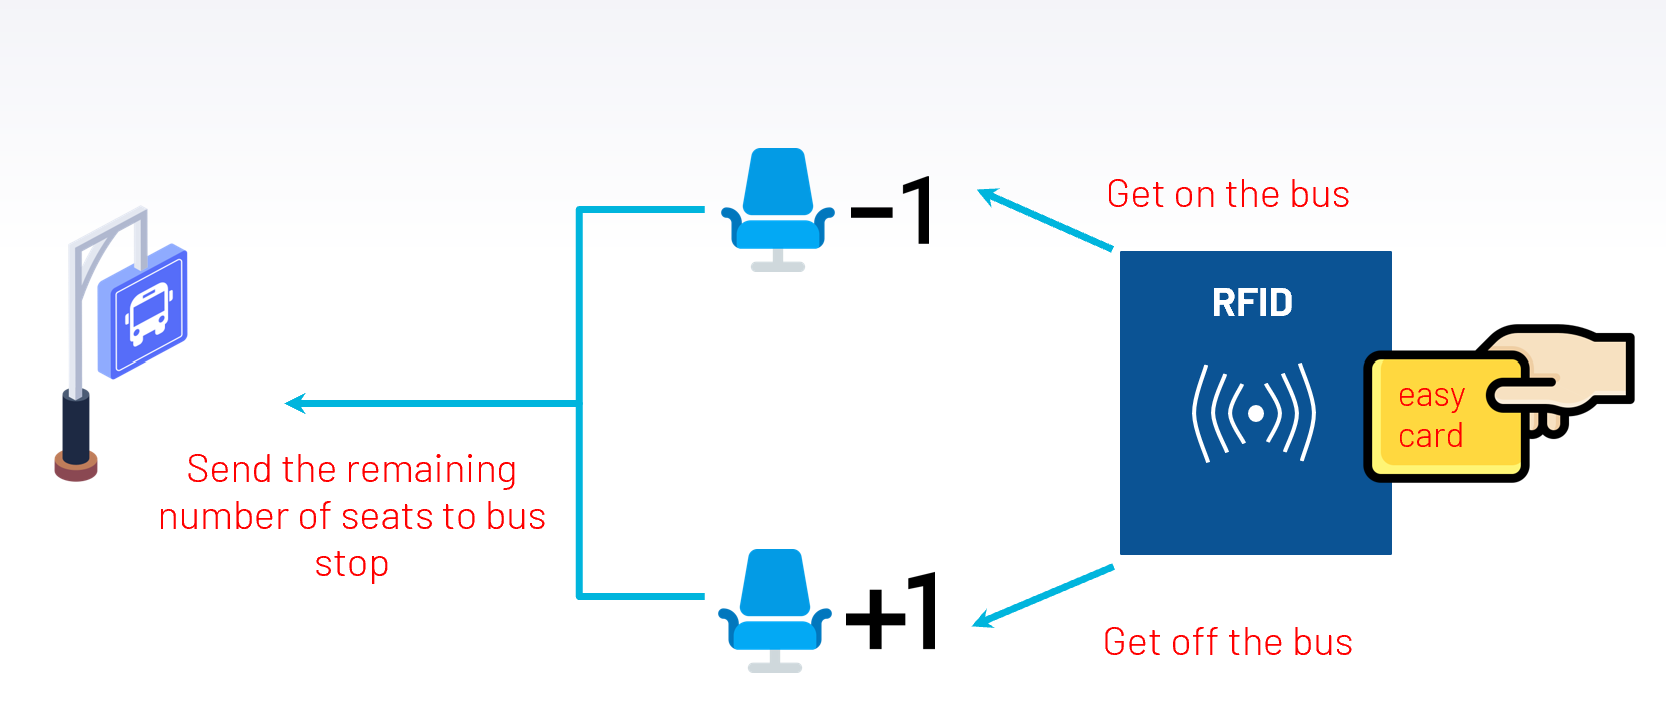 Get on the bus
−1
RFID
easy
card
Send the remaining
number of seats to bus
stop
+1
Get off the bus